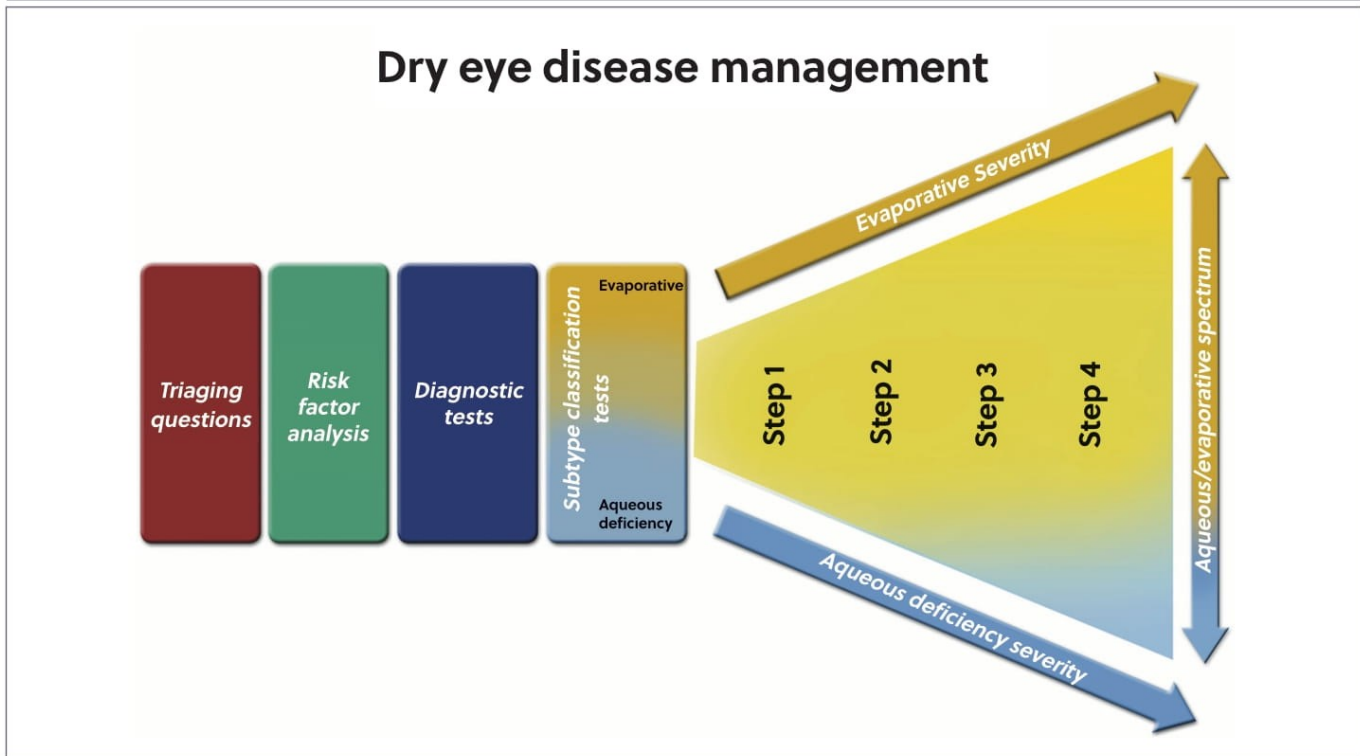 Dry eye disease management
Triaging
questions
Risk
factor
analysis
Diagnostic
tests
Subtype classification
tests
Evaporative
Aqueous
deficiency
Evaporative Severity
Step 1
Step 2
Step 3
Step 4
Aqueous deficiency severity
Aqueous/evaporative spectrum